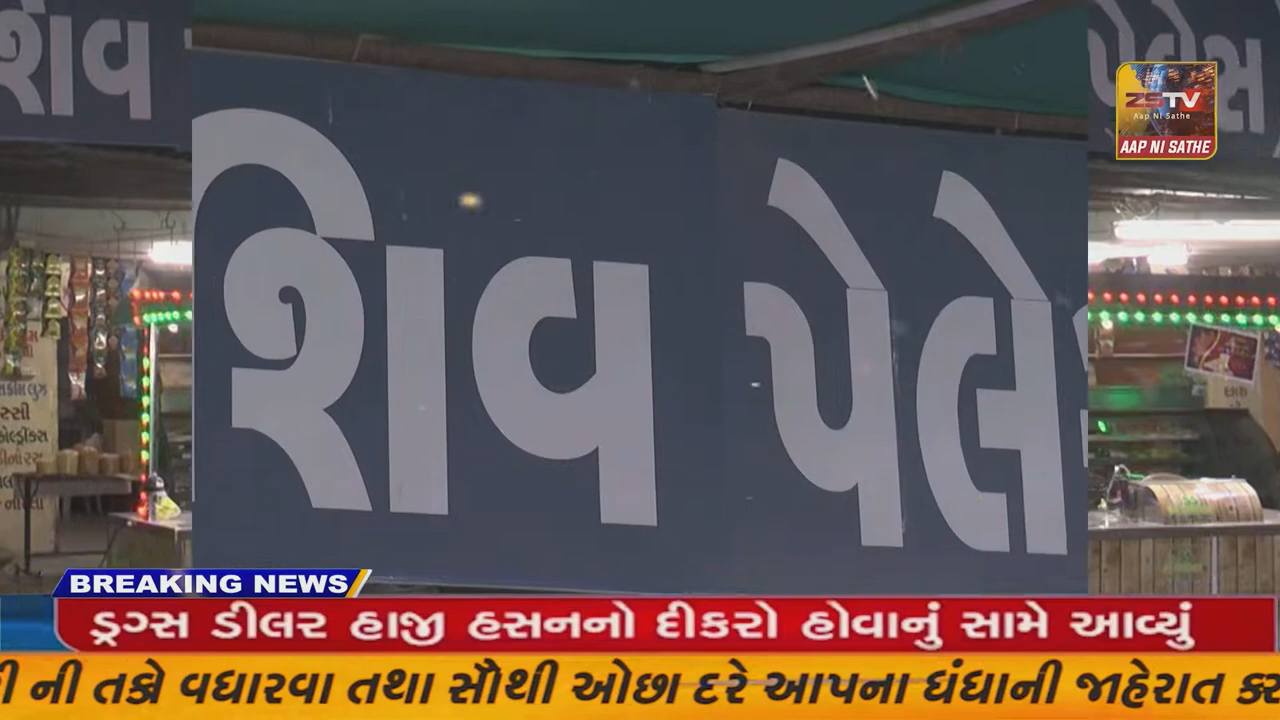 શિવ
શિવ પેલે
ZSTV
Aap Ni Sathe
AAP NI SATHE
BREAKING NEWS
ડ્રગ્સ ડીલર હાજી હસનનો દીકરો હોવાનું સામે આવ્યું
ની તકો વધારવા તથા સૌથી ઓછા દરે આપના ધંધાની જાહેરાત